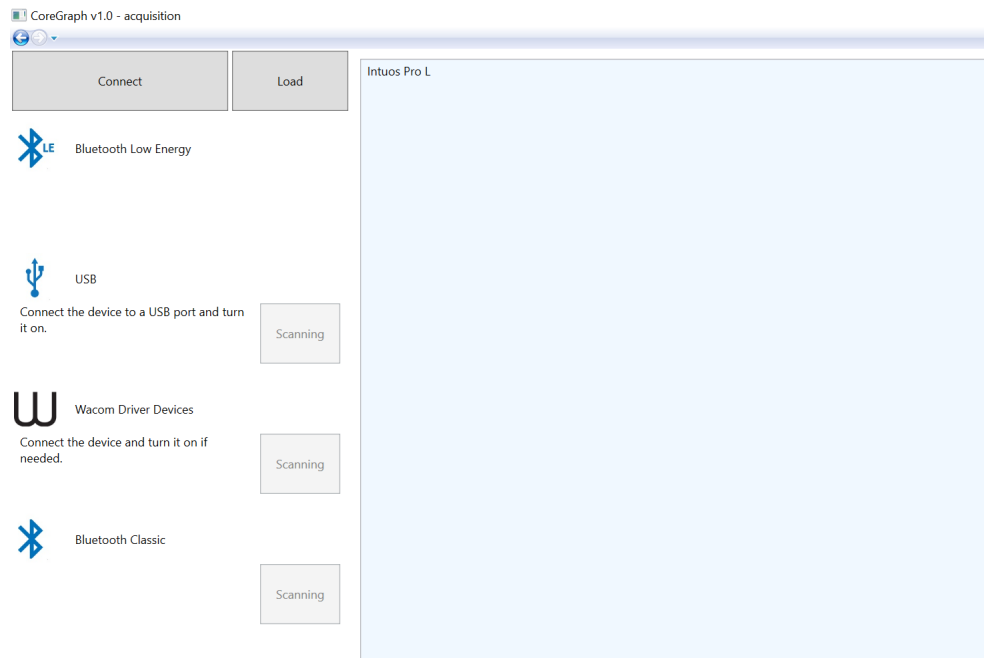 CoreGraph v1.0 - acquisition
Connect
Load
Intuos Pro L
LE
Bluetooth Low Energy
USB
Connect the device to a USB port and turn
it on.
Scanning
Wacom Driver Devices
Connect the device and turn it on if
needed.
Scanning
Bluetooth Classic
Scanning